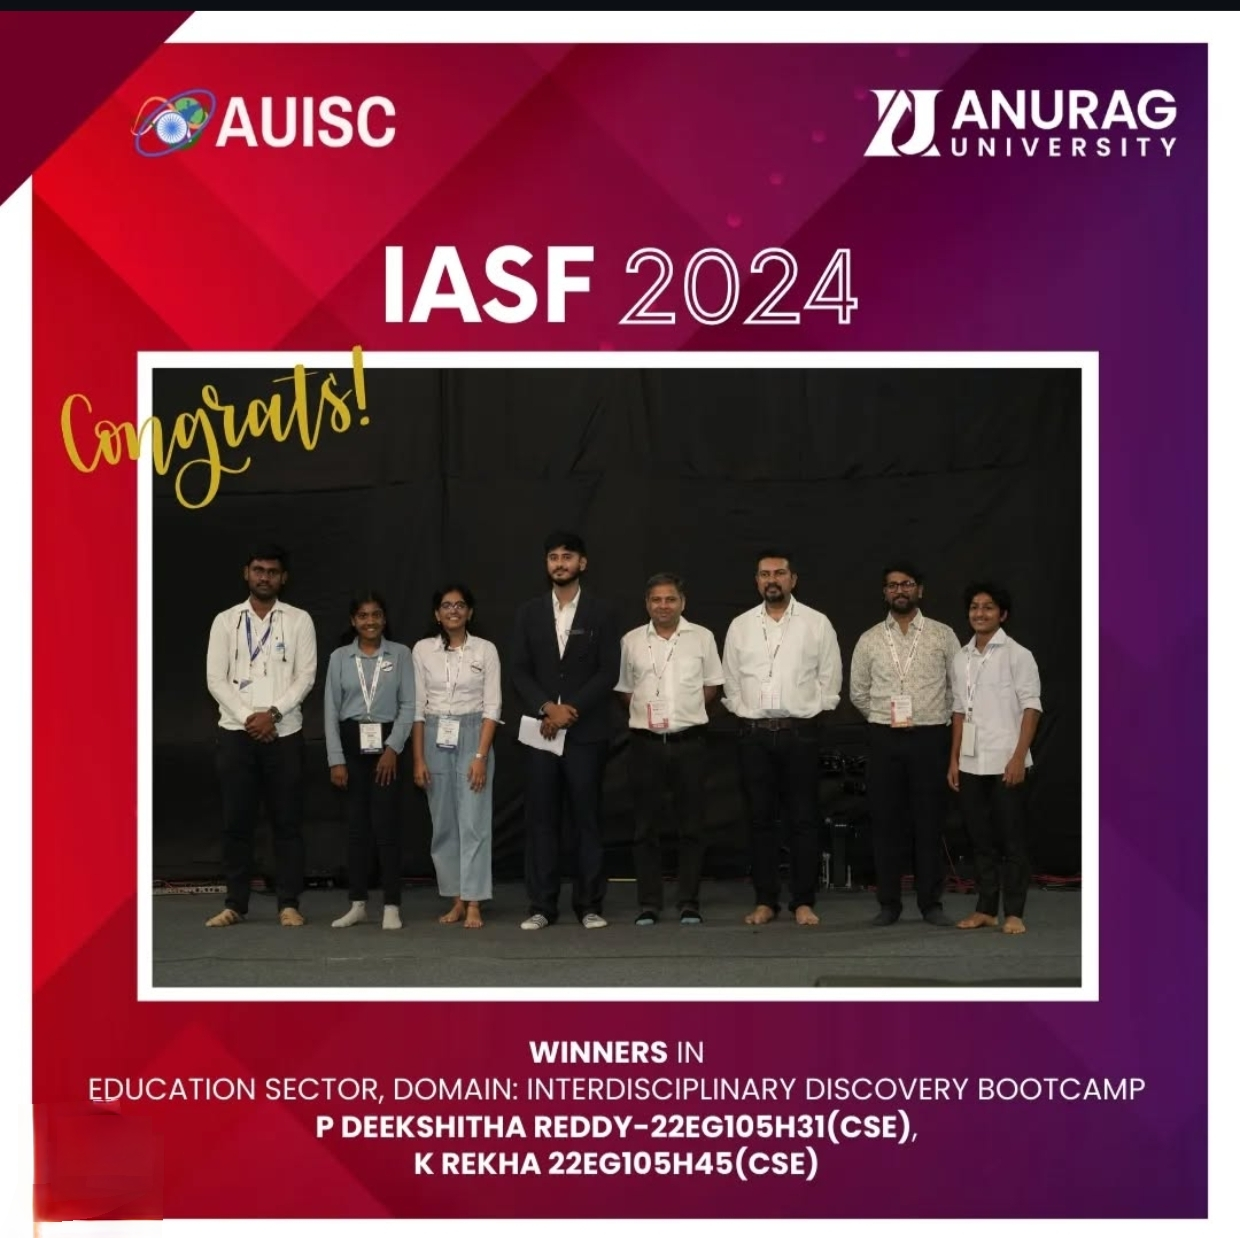 AUISC
ANURAG
UNIVERSITY
IASF 2024
Congrats!
WINNERS IN
EDUCATION SECTOR, DOMAIN: INTERDISCIPLINARY DISCOVERY BOOTCAMP
P DEEKSHITHA REDDY-22EG105H31(CSE),
K REKHA 22EG105H45(CSE)